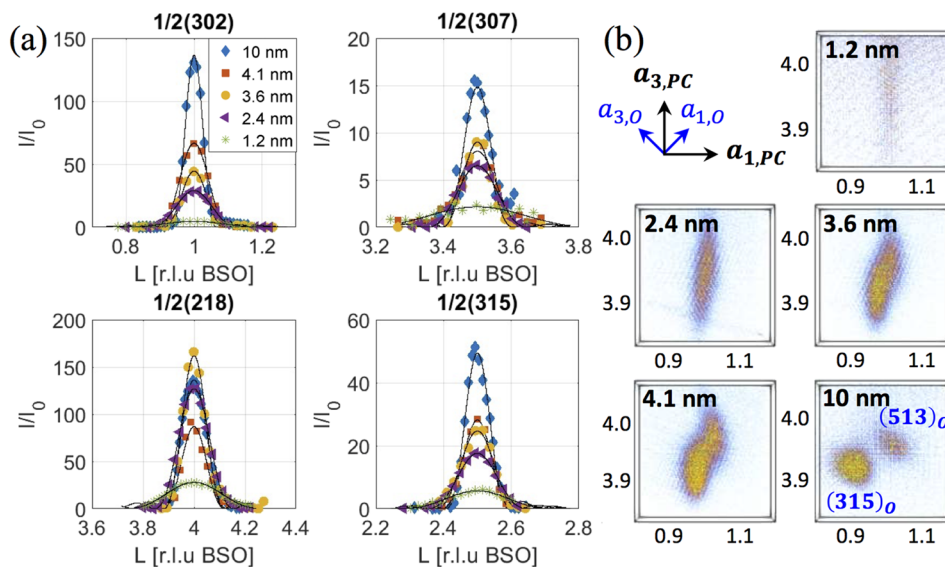 (a)
1/2(302)
150
100
50
0
I/I0
0.8 1 1.2
L [r.l.u BSO]
10 nm
4.1 nm
3.6 nm
2.4 nm
1.2 nm
1/2(307)
20
15
10
5
0
I/I0
3.2 3.4 3.6 3.8
L [r.l.u BSO]
1/2(218)
200
150
100
50
0
I/I0
3.6 4 4.4
L [r.l.u BSO]
1/2(315)
60
40
20
0
I/I0
2.2 2.4 2.6 2.8
L [r.l.u BSO]
(b)
a3,PC
a3,O a1,O
a1,PC
1.2 nm
4.0
3.9
0.9 1.1
2.4 nm
4.0
3.9
0.9 1.1
3.6 nm
4.0
3.9
0.9 1.1
4.1 nm
4.0
3.9
0.9 1.1
10 nm
4.0
3.9
(513)O
(315)O
0.9 1.1